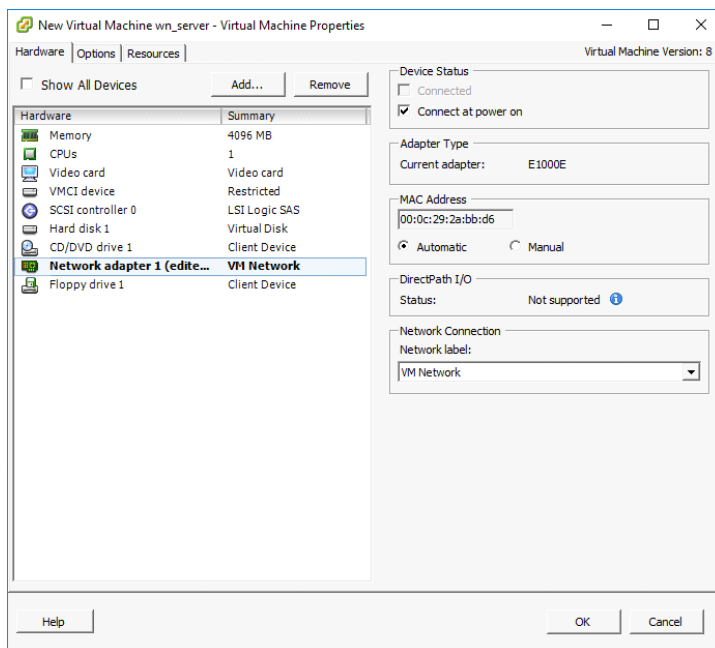 New Virtual Machine wn_server - Virtual Machine Properties
Hardware Options Resources Virtual Machine Version: 8
Show All Devices Add... Remove
Hardware Summary
Memory 4096 MB
CPUs 1
Video card Video card
VMCI device Restricted
SCSI controller 0 LSI Logic SAS
Hard disk 1 Virtual Disk
CD/DVD drive 1 Client Device
Network adapter 1 (edite... VM Network
Floppy drive 1 Client Device
Device Status
Connected
Connect at power on
Adapter Type
Current adapter: E1000E
MAC Address
00:0c:29:2a:bb:d6
Automatic Manual
DirectPath I/O
Status: Not supported
Network Connection
Network label:
VM Network
Help OK Cancel